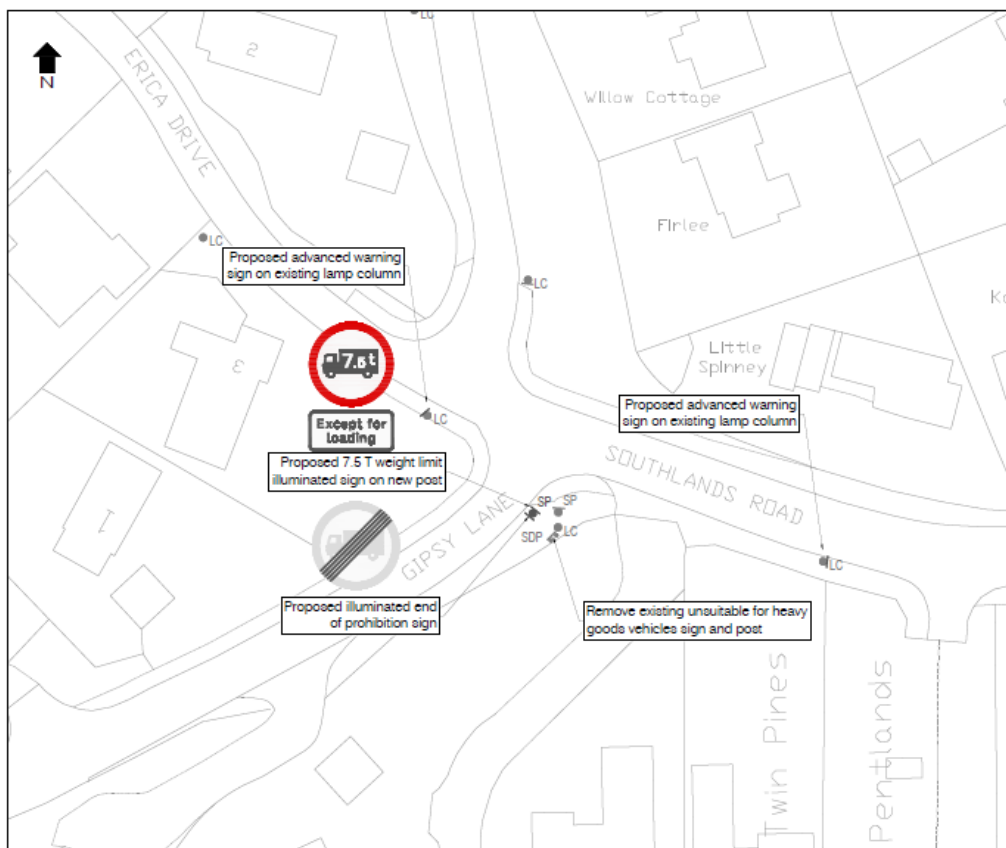 LC
2
N
ERICA DRIVE
Willow Cottage
Firlee
LC
Proposed advanced warning
sign on existing lamp column
LC
7.5t
3
Little
Spinney
Except for
loading
LC
Proposed advanced warning
sign on existing lamp column
Proposed 7.5 T weight limit
illuminated sign on new post
SOUTHLANDS ROAD
SP
SP
GIPSY LANE
1
SDP
LC
LC
Proposed illuminated end
of prohibition sign
Remove existing unsuitable for heavy
goods vehicles sign and post
Twin Pines
Pentlands